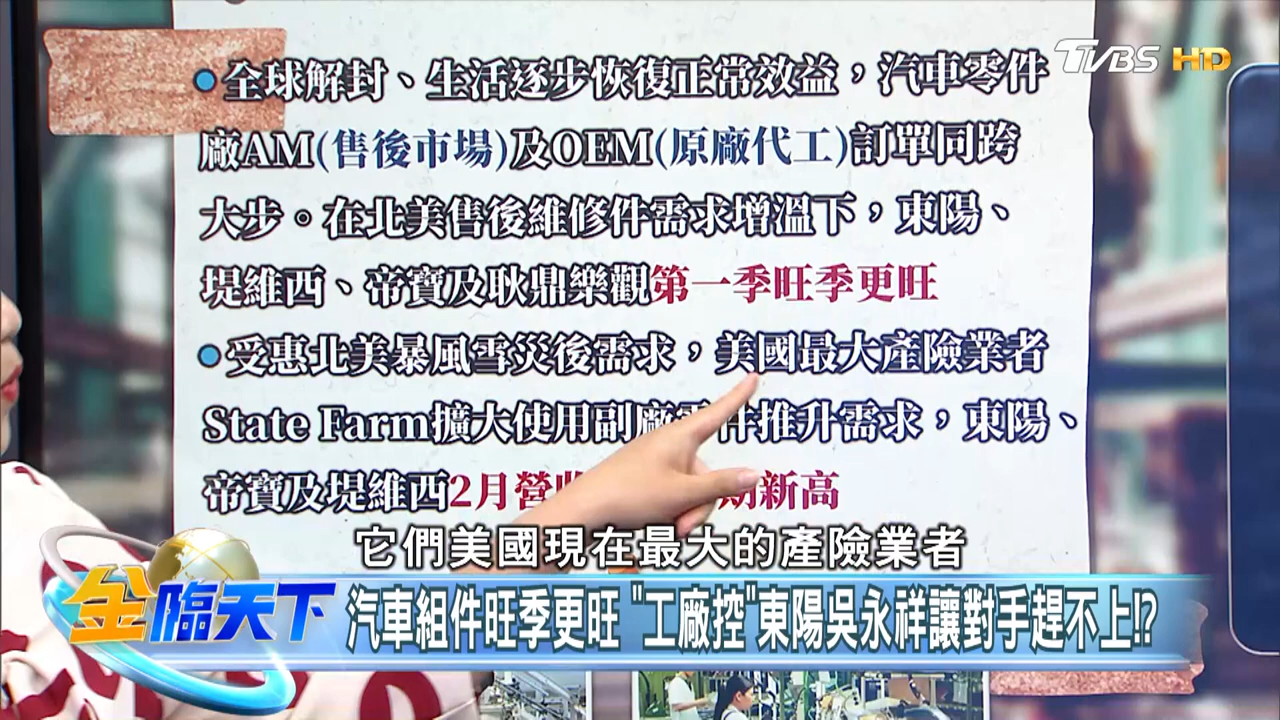 TVBS HD
•全球解封、生活逐步恢復正常效益，汽車零件
廠AM(售後市場)及OEM(原廠代工)訂單同跨
大步。在北美售後維修件需求增溫下，東陽、
堤維西、帝寶及耿鼎樂觀第一季旺季更旺
•受惠北美暴風雪災後需求，美國最大產險業者
State Farm擴大使用副廠零件推升需求，東陽、
帝寶及堤維西2月營 期新高
它們美國現在最大的產險業者
金臨天下
汽車組件旺季更旺 "工廠控"東陽吳永祥讓對手趕不上!?